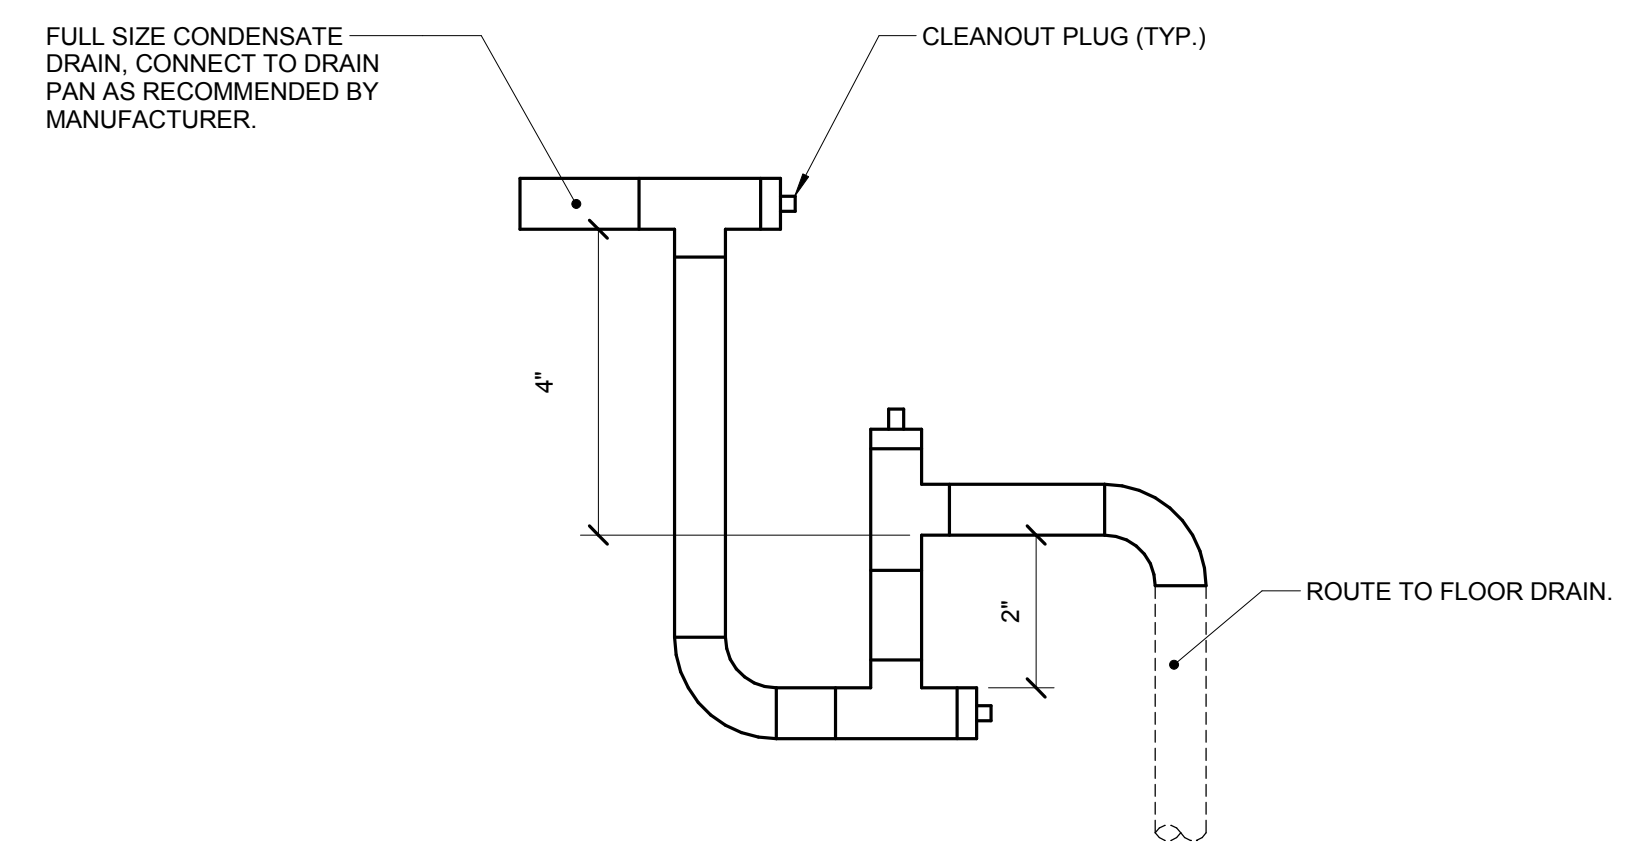 FULL SIZE CONDENSATE
DRAIN, CONNECT TO DRAIN
PAN AS RECOMMENDED BY
MANUFACTURER.
CLEANOUT PLUG (TYP.)
4"
2"
ROUTE TO FLOOR DRAIN.